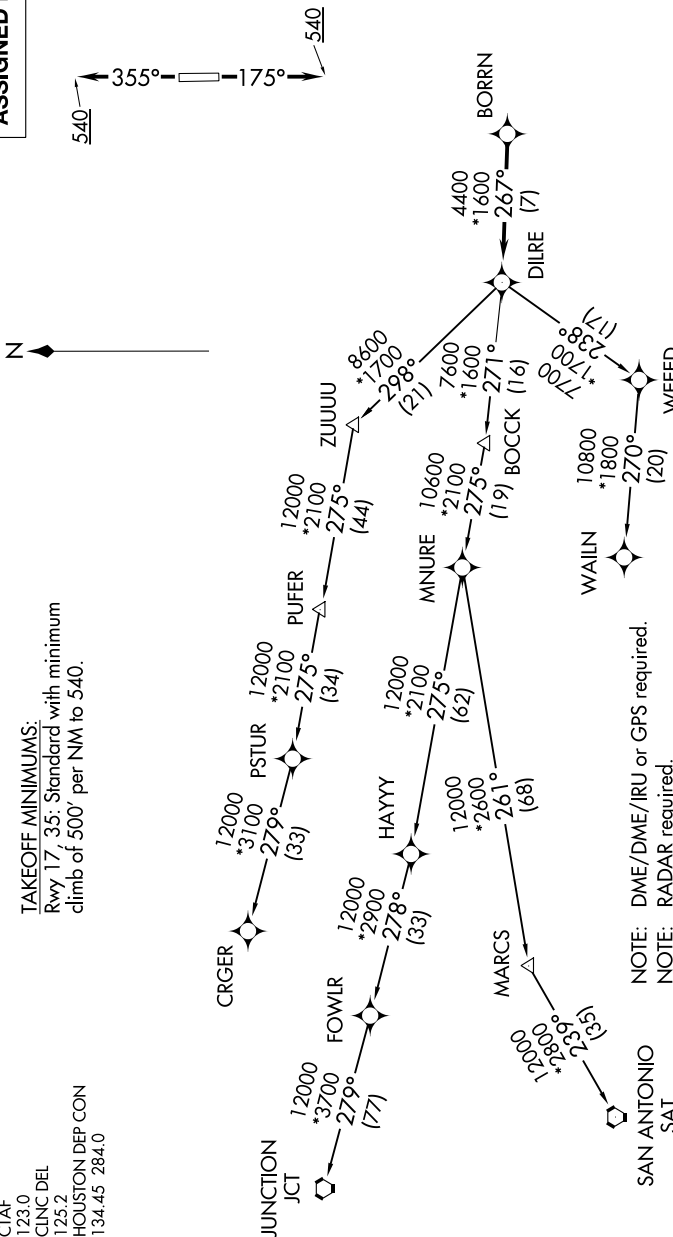 CTAF
123.0
CLNC DEL
125.2
HOUSTON DEP CON
134.45 284.0
TAKEOFF MINIMUMS:
Rwy 17, 35: Standard with minimum
climb of 500' per NM to 540.
N
ASSIGNED
540
355°
175°
540
BORRN
4400
*1600
267°
(7)
DILRE
8600
*1700
298°
(21)
ZUUUU
12000
*2100
275°
(44)
PUFER
12000
*2100
275°
(34)
PSTUR
12000
*3100
279°
(33)
CRGER
7600
*1600
271°
(16)
BOCCK
10600
*2100
275°
(19)
MNURE
12000
*2100
275°
(62)
HAYYY
12000
*2900
278°
(33)
FOWLR
12000
*3700
279°
(77)
JUNCTION
JCT
12000
*2600
261°
(68)
MARCS
12000
*2800
239°
(35)
SAN ANTONIO
SAT
7700
*1700
238°
(17)
10800
*1800
270°
(20)
WAILN
NOTE: DME/DME/IRU or GPS required.
NOTE: RADAR required.